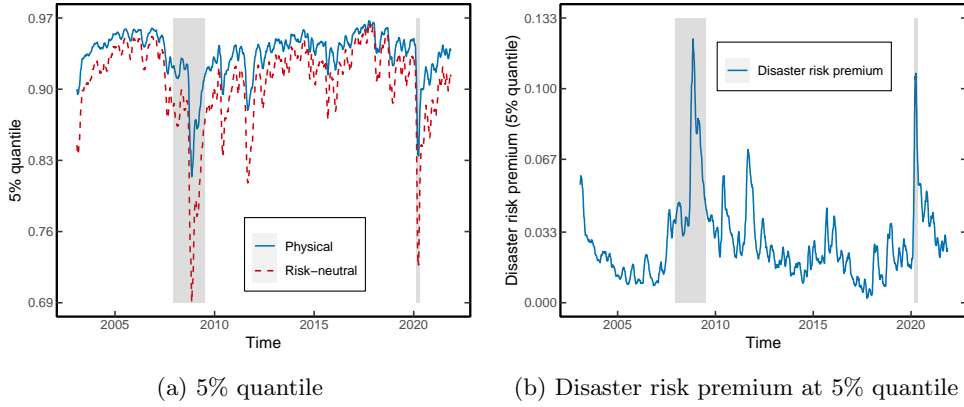 0.97
0.90
0.83
0.76
0.69
5% quantile
Physical
Risk−neutral
2005
2010
2015
2020
Time
(a) 5% quantile
0.133
0.100
0.067
0.033
0.000
Disaster risk premium (5% quantile)
Disaster risk premium
2005
2010
2015
2020
Time
(b) Disaster risk premium at 5% quantile